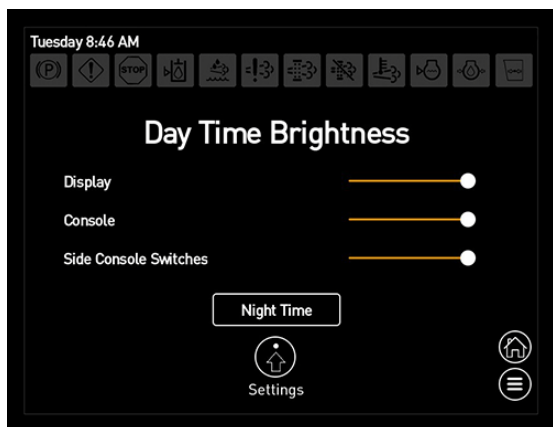 Tuesday 8:46 AM
(P)
STOP
Day Time Brightness
Display
Console
Side Console Switches
Night Time
Settings